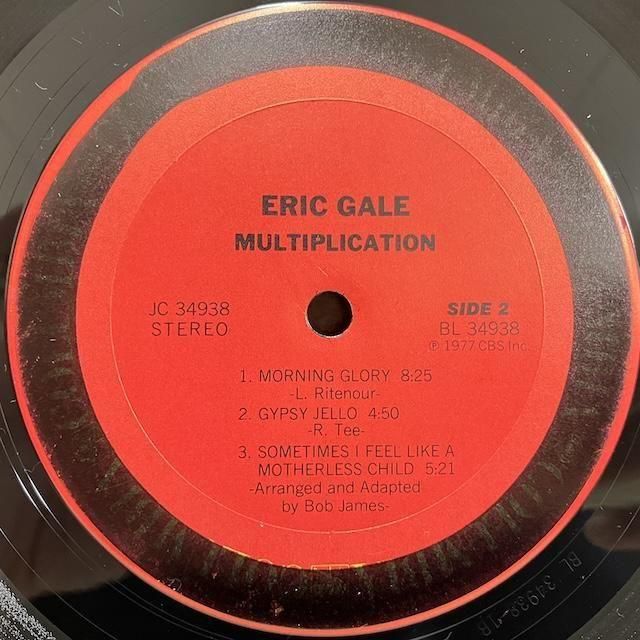 ERIC GALE
MULTIPLICATION
JC 34938
STEREO
SIDE 2
BL 34938
℗ 1977 CBS Inc.
1. MORNING GLORY 8:25
-L. Ritenour-
2. GYPSY JELLO 4:50
-R. Tee-
3. SOMETIMES I FEEL LIKE A
MOTHERLESS CHILD 5:21
-Arranged and Adapted
by Bob James-